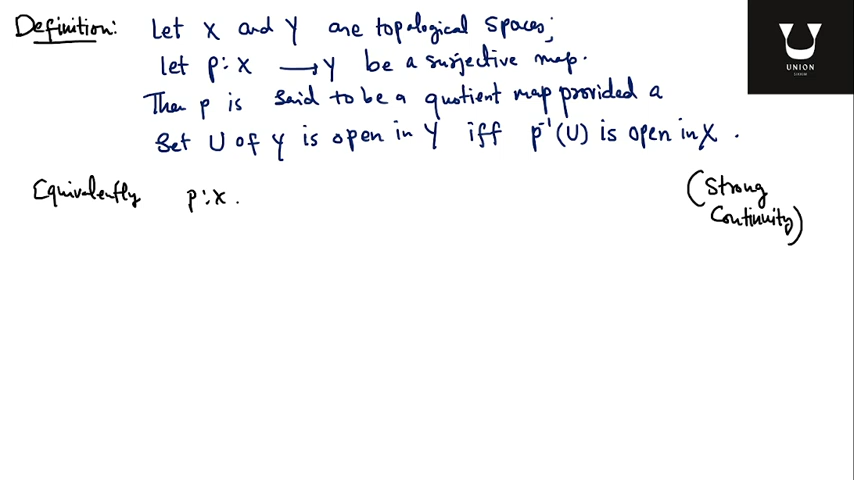 Definition: Let X and Y are topological spaces;
let p: X → Y be a surjective map.
Then p is said to be a quotient map provided a
Set U of Y is open in Y iff p⁻¹(U) is open in X.
Equivalently p: X.
(Strong
Continuity)
UNION